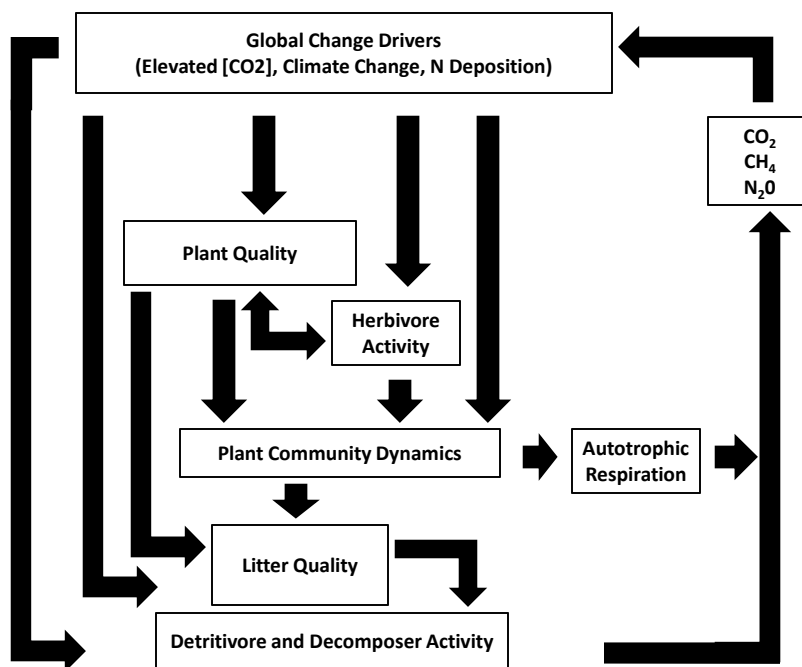 Global Change Drivers
(Elevated [CO2], Climate Change, N Deposition)
CO₂
CH₄
N₂0
Plant Quality
Herbivore
Activity
Plant Community Dynamics
Autotrophic
Respiration
Litter Quality
Detritivore and Decomposer Activity